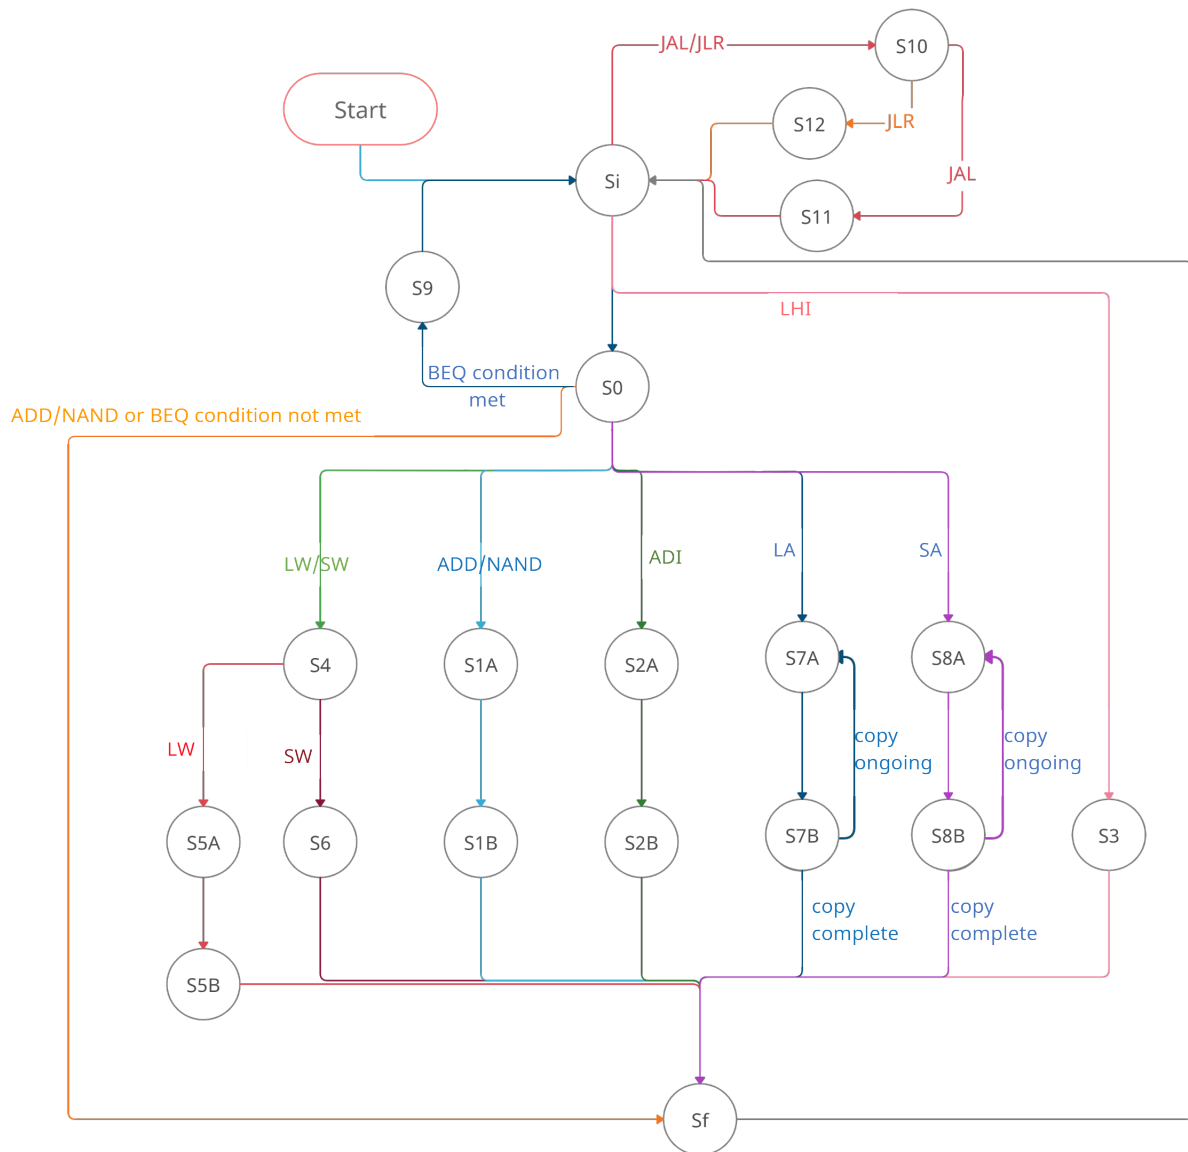 S10
JAL/JLR
Start
S12
JLR
Si
JAL
S11
S9
LHI
BEQ condition
met
S0
ADD/NAND or BEQ condition not met
LW/SW
ADD/NAND
ADI
LA
SA
S4
S1A
S2A
S7A
S8A
LW
SW
copy
ongoing
copy
ongoing
S5A
S6
S1B
S2B
S7B
S8B
S3
copy
complete
copy
complete
S5B
Sf